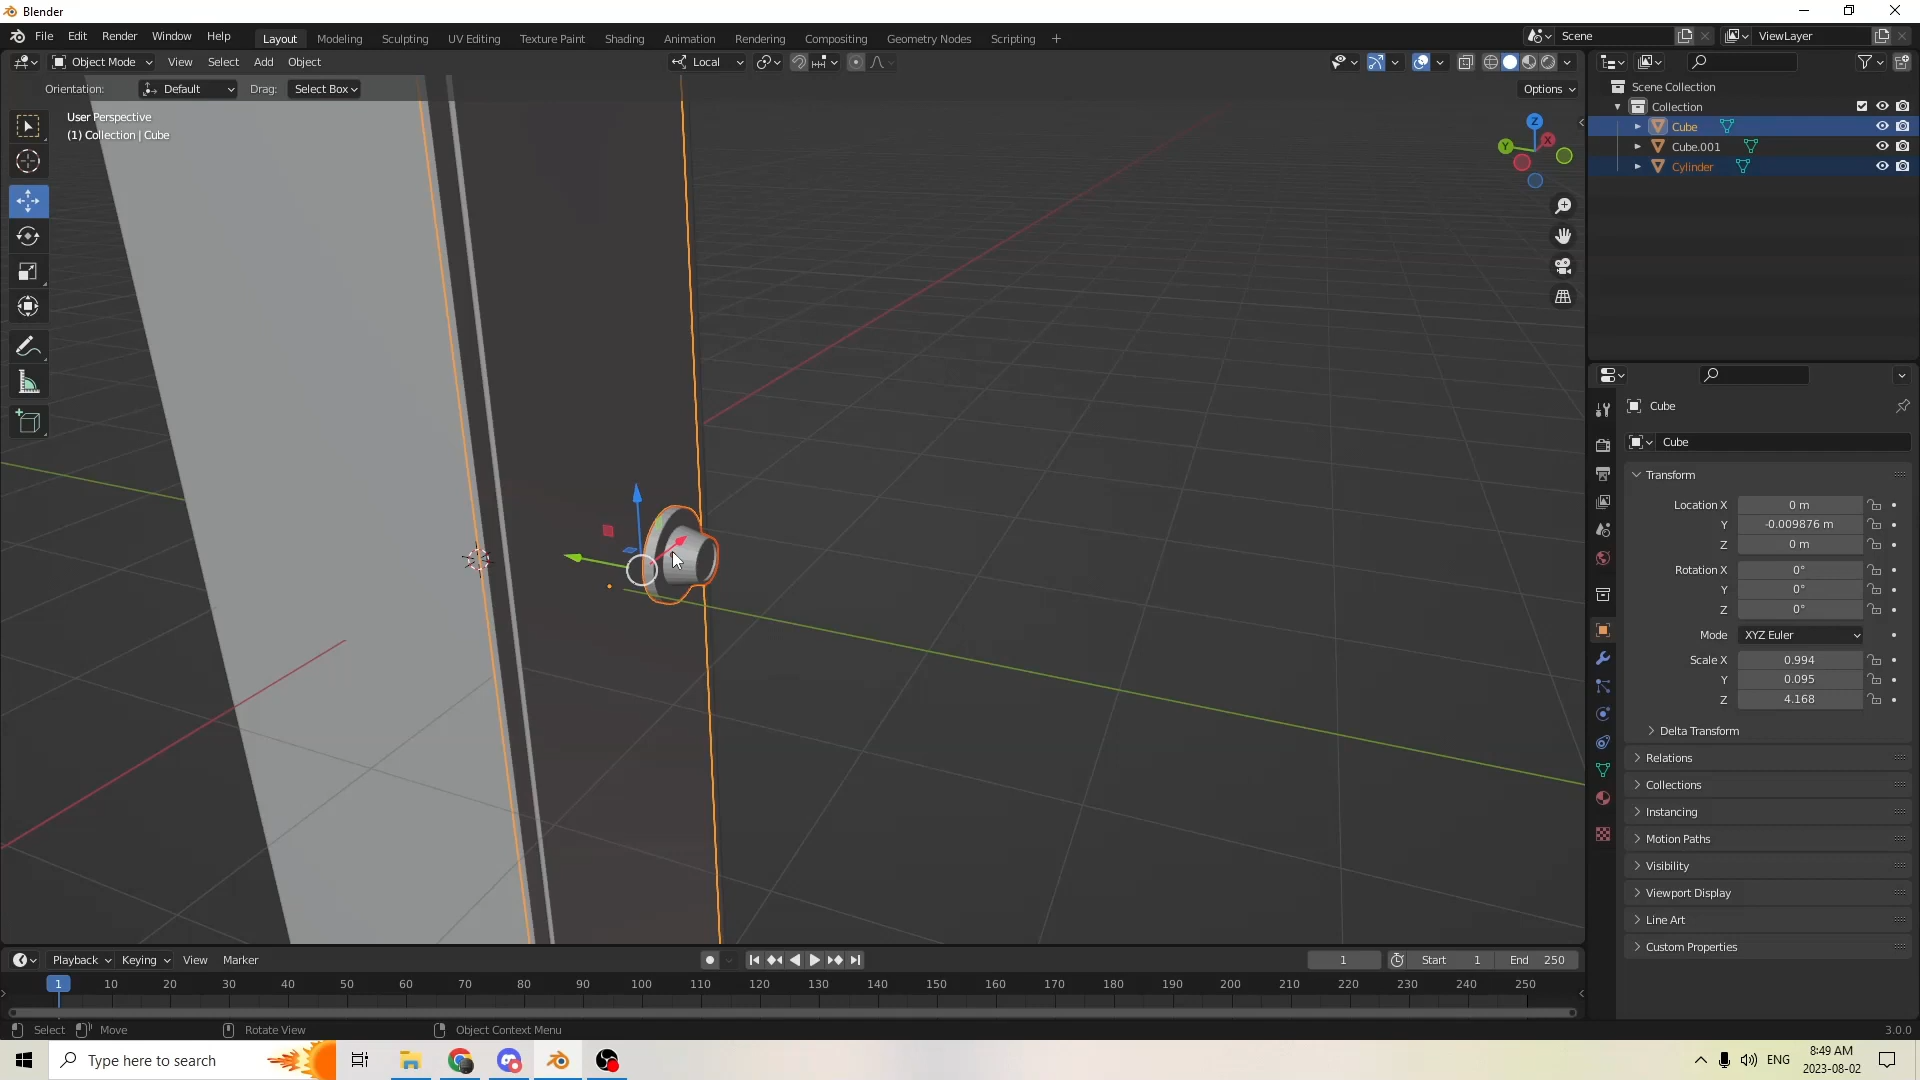 Blender
File Edit Render Window Help
Layout Modeling Sculpting UV Editing Texture Paint Shading Animation Rendering Compositing Geometry Nodes Scripting +
Scene
ViewLayer
Object Mode View Select Add Object
Local
Orientation: Default Drag: Select Box
Options
User Perspective
(1) Collection | Cube
Z
Y
X
Scene Collection
Collection
Cube
Cube.001
Cylinder
Cube
Cube
Transform
Location X 0 m
Y -0.009876 m
Z 0 m
Rotation X 0°
Y 0°
Z 0°
Mode XYZ Euler
Scale X 0.994
Y 0.095
Z 4.168
Delta Transform
Relations
Collections
Instancing
Motion Paths
Visibility
Viewport Display
Line Art
Custom Properties
Playback Keying View Marker
1
Start 1 End 250
1 10 20 30 40 50 60 70 80 90 100 110 120 130 140 150 160 170 180 190 200 210 220 230 240 250
Select Move Rotate View Object Context Menu
3.0.0
Type here to search
ENG
8:49 AM
2023-08-02